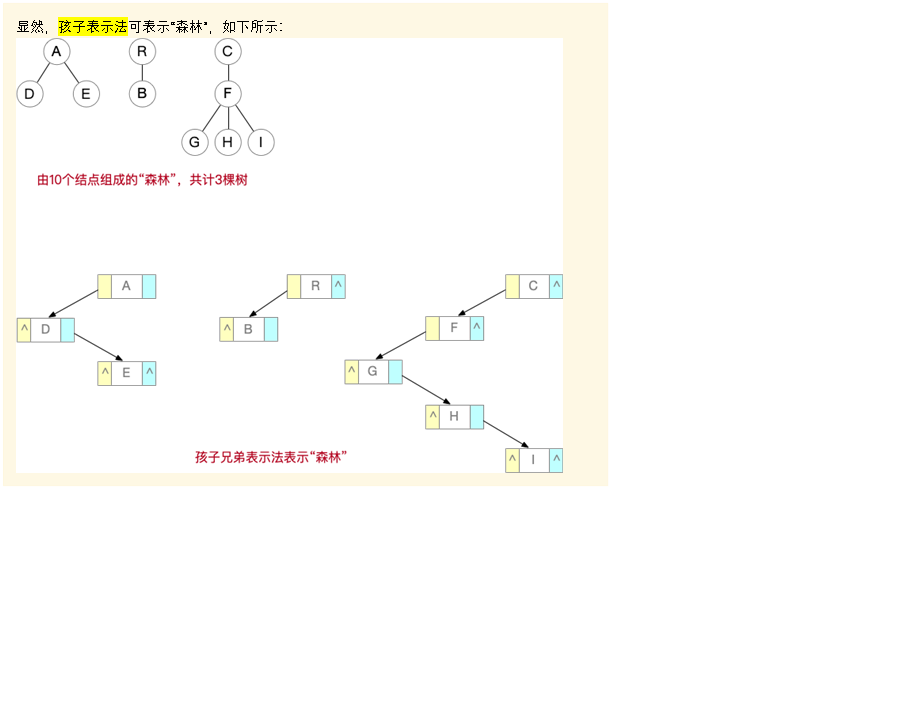 显然，孩子表示法可表示“森林”，如下所示：
A R C
D E B F
G H I
由10个结点组成的“森林”，共计3棵树
A R ^ C ^
^ D ^ B F ^
^ E ^ ^ G
^ H
孩子兄弟表示法表示“森林”
^ I ^